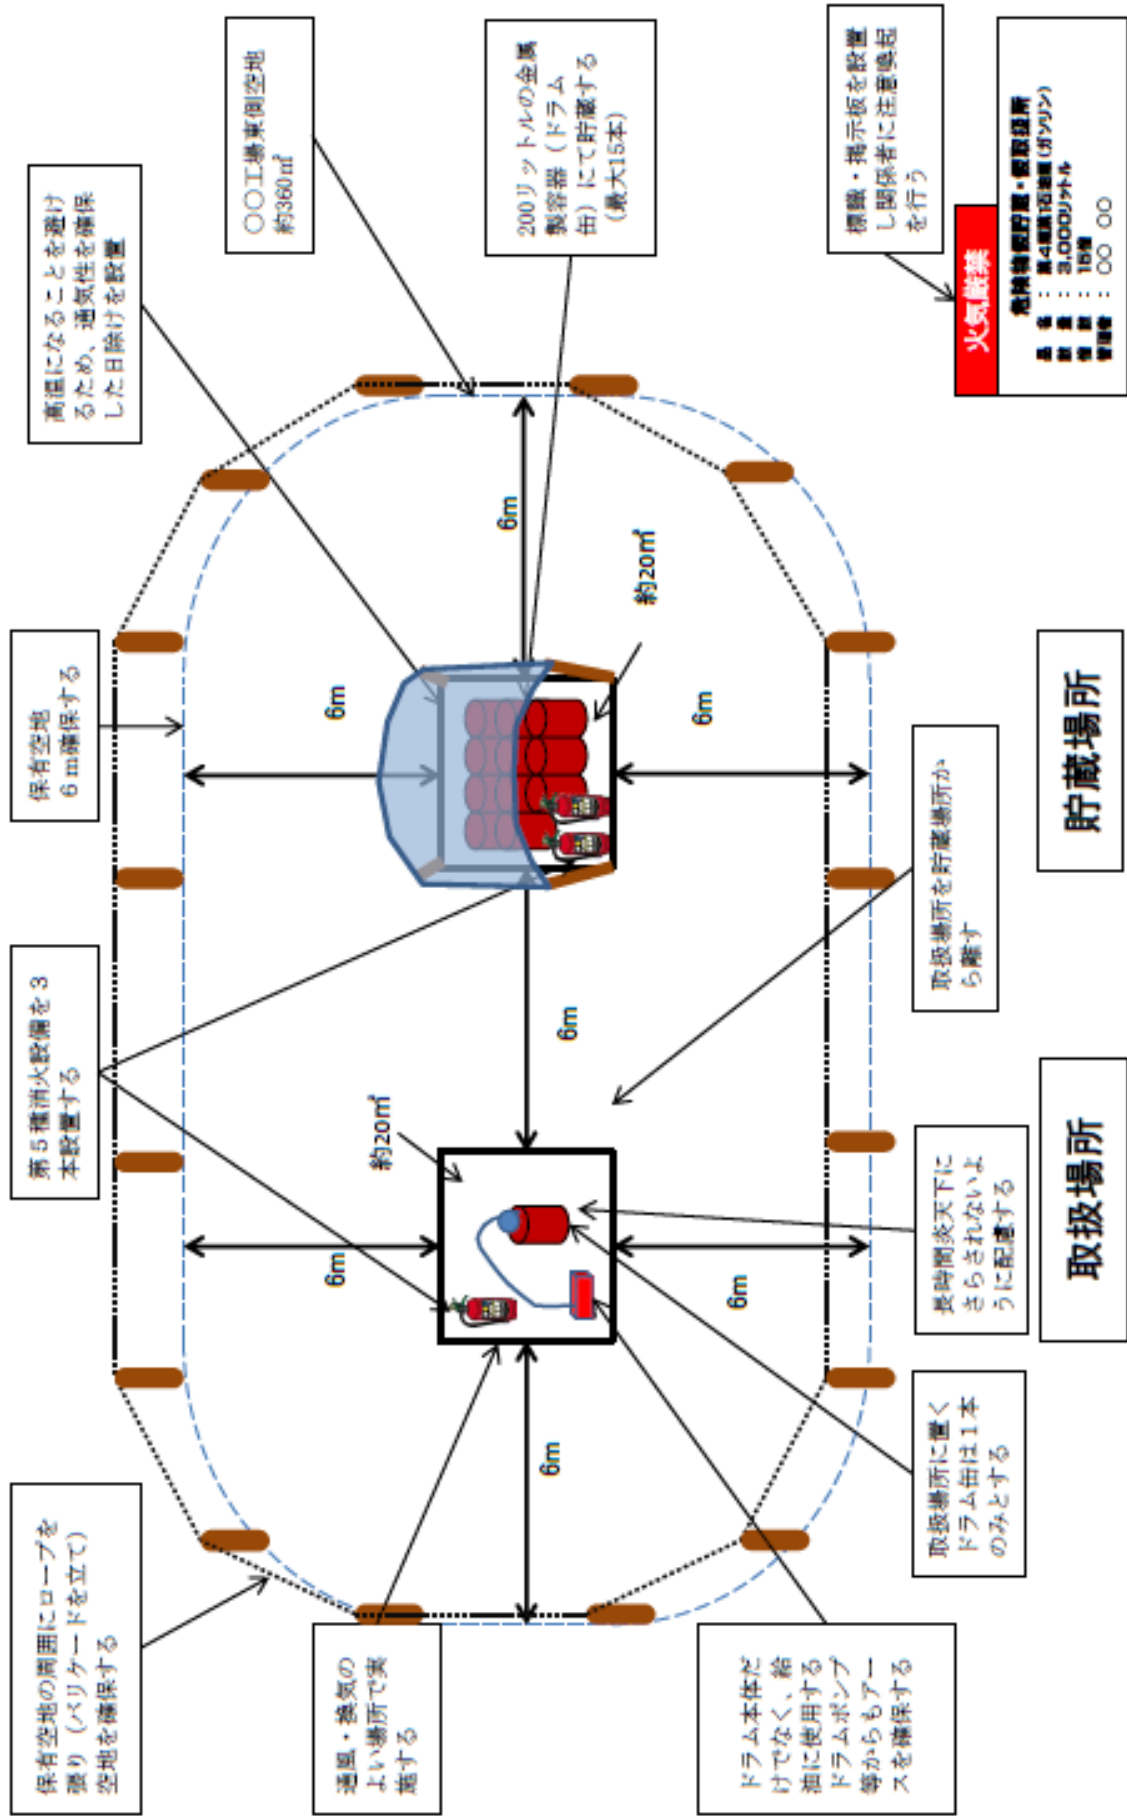 保有空地の周囲にロープを
張り（バリケードを立て）
空地を確保する
第５種消火設備を３
本設置する
保有空地
６ｍ確保する
高温になることを避け
るため、通気性を確保
した日除けを設置
○○工場東側空地
約360㎡
200リットルの金属
製容器（ドラム
缶）にて貯蔵する
（最大15本）
標識・掲示板を設置
し関係者に注意喚起
を行う
火気厳禁
危険物仮貯蔵・仮取扱所
品　名　：　第４類第1石油類（ガソリン）
数　量　：　3,000リットル
倍　数　：　15倍
管理者　：　○○　○○
6m
6m
6m
6m
6m
6m
6m
約20㎡
約20㎡
通風・換気の
よい場所で実
施する
ドラム本体だ
けでなく、給
油に使用する
ドラムポンプ
等からもアー
スを確保する
取扱場所に置く
ドラム缶は１本
のみとする
長時間炎天下に
さらされないよ
うに配慮する
取扱場所を貯蔵場所か
ら離す
取扱場所
貯蔵場所